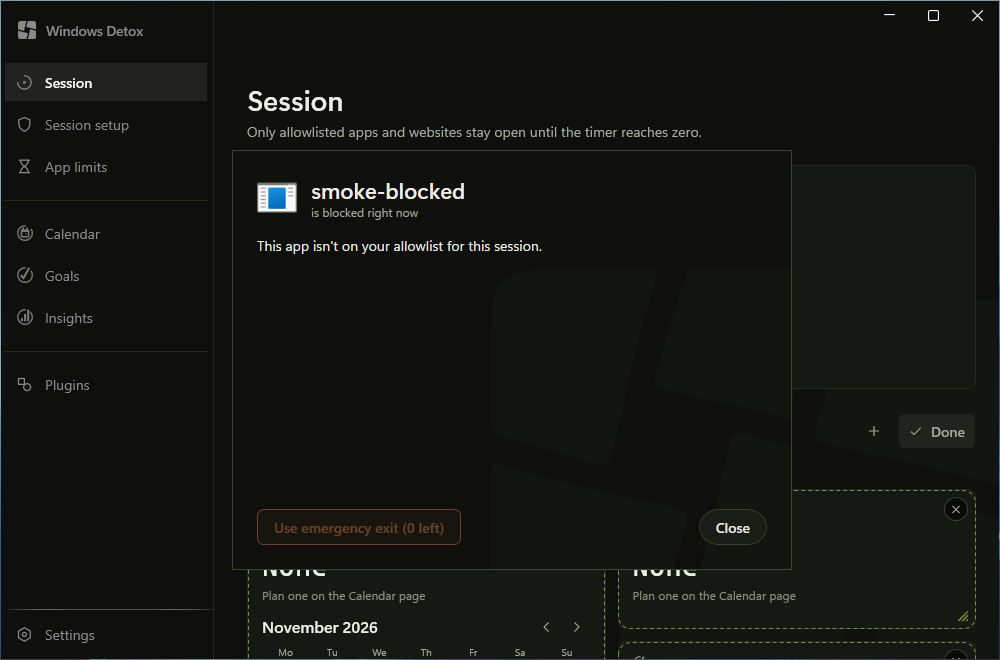 Windows Detox
Session
Session setup
App limits
Calendar
Goals
Insights
Plugins
Settings
Session
Only allowlisted apps and websites stay open until the timer reaches zero.
smoke-blocked
is blocked right now
This app isn't on your allowlist for this session.
Use emergency exit (0 left)
Close
Done
None
Plan one on the Calendar page
November 2026
Mo Tu We Th Fr Sa Su
None
Plan one on the Calendar page